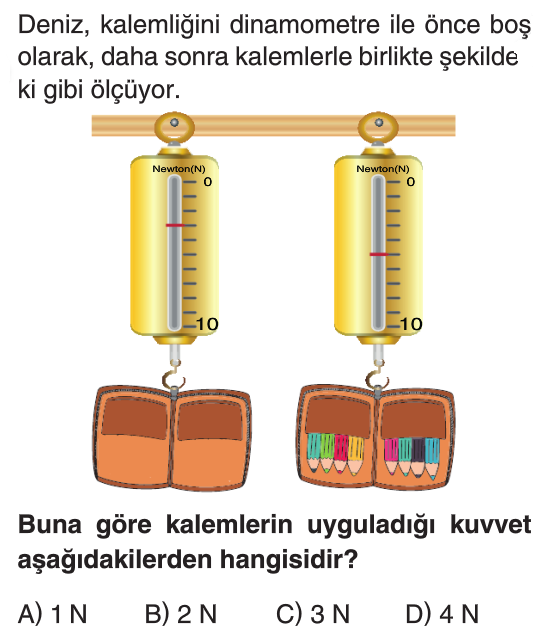 Deniz, kalemliğini dinamometre ile önce boş
olarak, daha sonra kalemlerle birlikte şekilde
ki gibi ölçüyor.
Newton(N)
0
10
Newton(N)
0
10
Buna göre kalemlerin uyguladığı kuvvet
aşağıdakilerden hangisidir?
A) 1 N B) 2 N C) 3 N D) 4 N